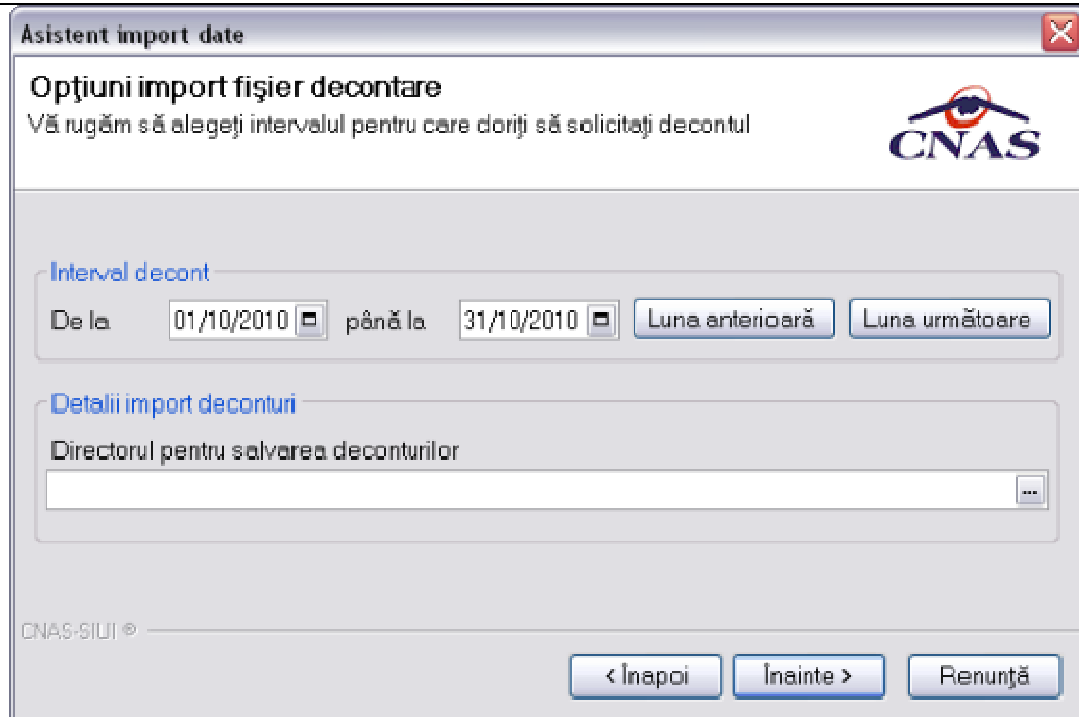 Asistent import date
Opţiuni import fişier decontare
Vă rugăm să alegeţi intervalul pentru care doriţi să solicitaţi decontul
CNAS
Interval decont
De la 01/10/2010 până la 31/10/2010 Luna anterioară Luna următoare
Detalii import deconturi
Directorul pentru salvarea deconturilor
...
CNAS-SIUI ®
< Înapoi Înainte > Renunţă